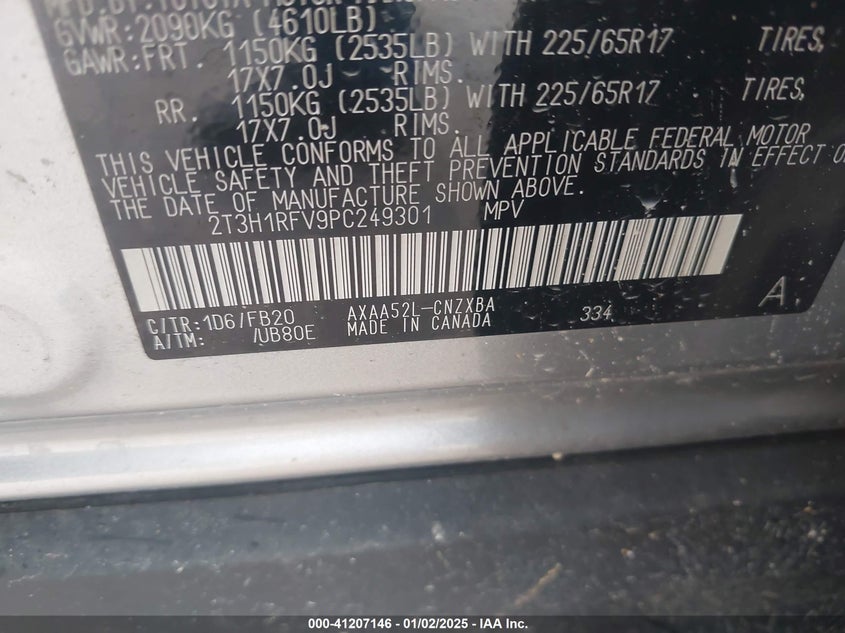 GVWR:2090KG (4610LB)
GAWR:FRT. 1150KG (2535LB) WITH 225/65R17 TIRES,
17X7.0J RIMS.
RR. 1150KG (2535LB) WITH 225/65R17 TIRES,
17X7.0J RIMS.
THIS VEHICLE CONFORMS TO ALL APPLICABLE FEDERAL MOTOR
VEHICLE SAFETY AND THEFT PREVENTION STANDARDS IN EFFECT O
THE DATE OF MANUFACTURE SHOWN ABOVE.
2T3H1RFV9PC249301 MPV
C/TR:1D6/FB20 AXAA52L-CNZXBA 334 A
A/TM: /UB80E MADE IN CANADA
000-41207146 - 01/02/2025 - IAA Inc.